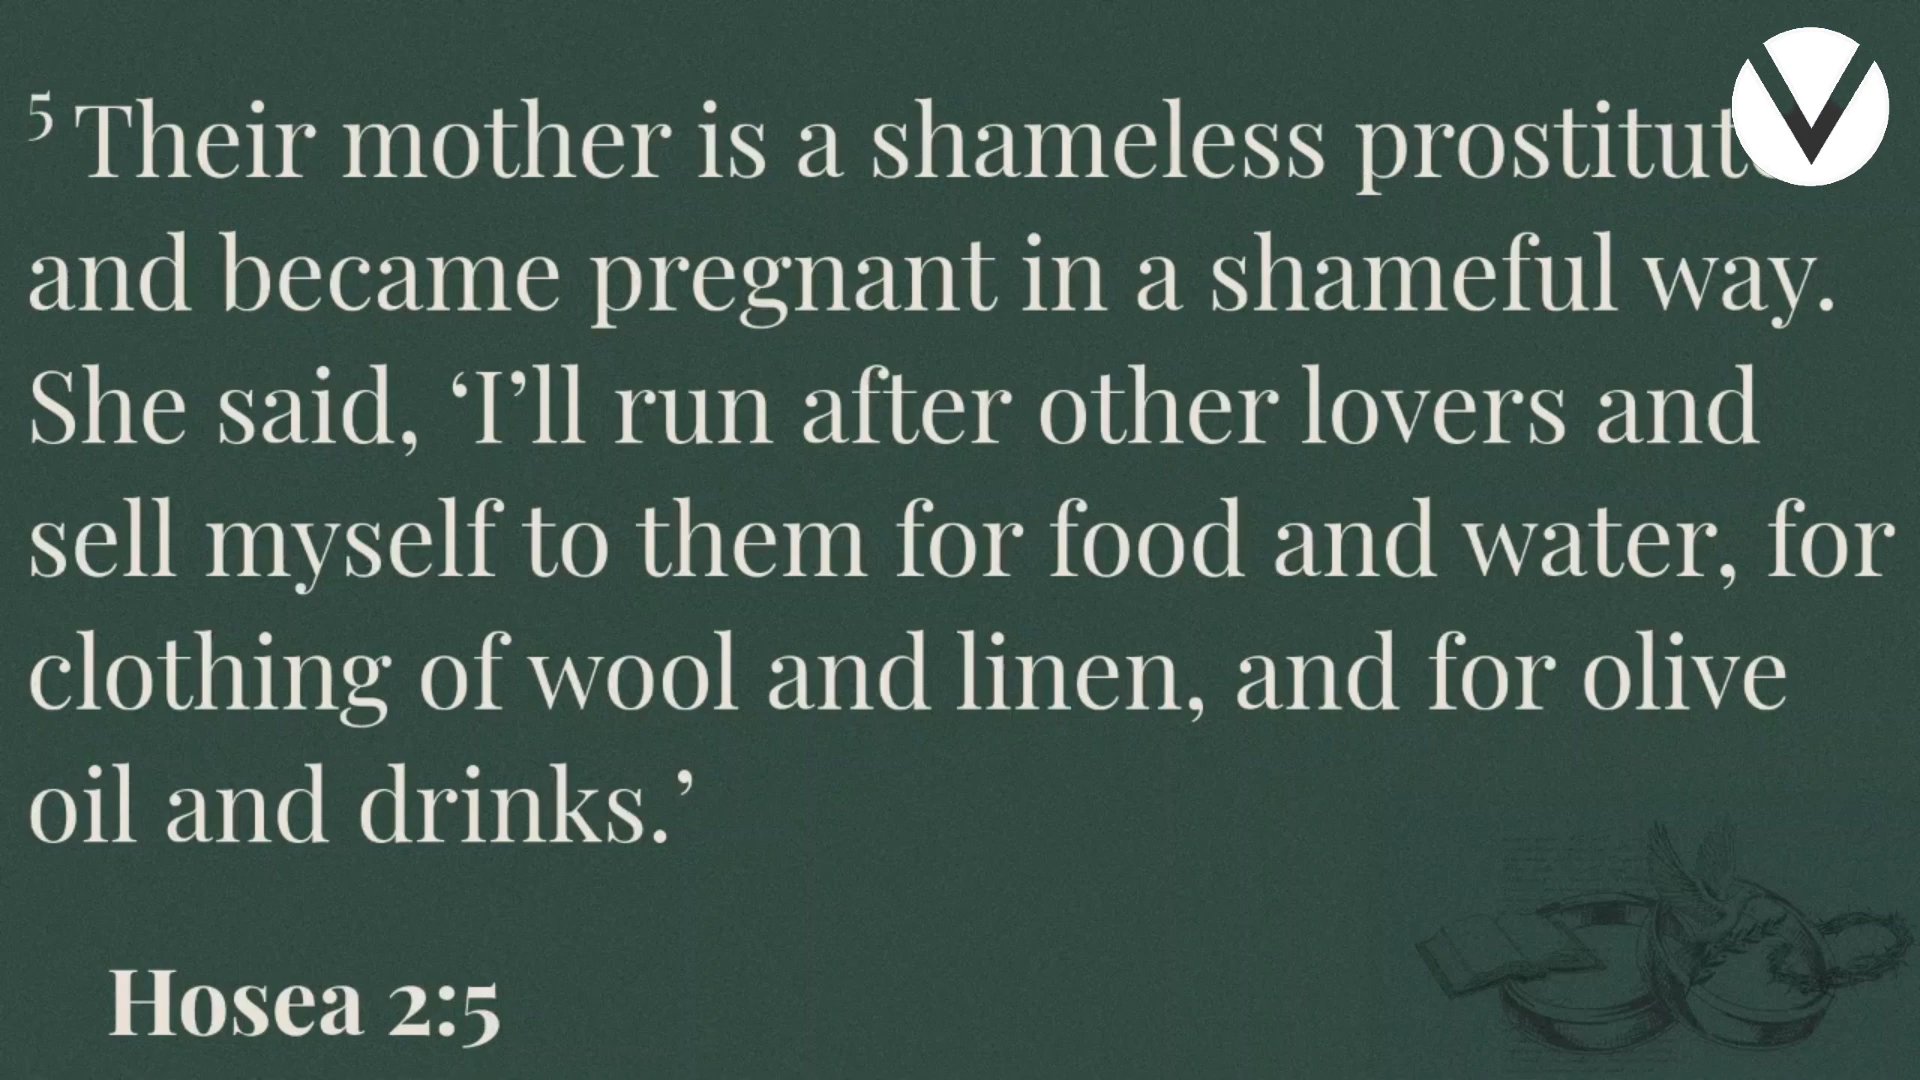 5 Their mother is a shameless prostitute
and became pregnant in a shameful way.
She said, ‘I’ll run after other lovers and
sell myself to them for food and water, for
clothing of wool and linen, and for olive
oil and drinks.’
Hosea 2:5